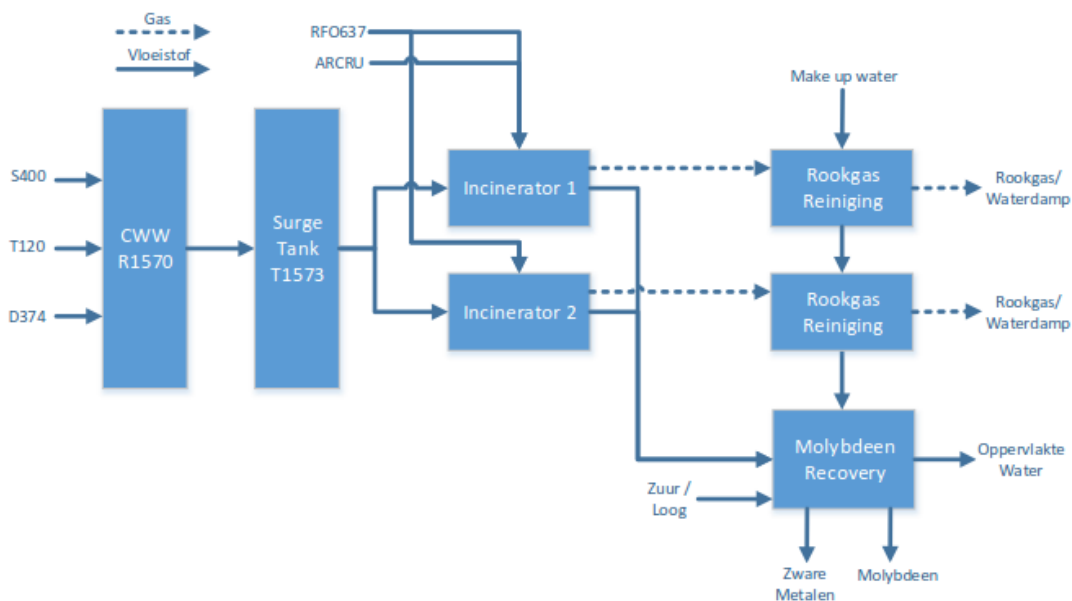 Gas
Vloeistof
RFO637
ARCRU
Make up water
S400
T120
D374
CWW
R1570
Surge
Tank
T1573
Incinerator 1
Incinerator 2
Rookgas
Reiniging
Rookgas/
Waterdamp
Rookgas
Reiniging
Rookgas/
Waterdamp
Molybdeen
Recovery
Oppervlakte
Water
Zuur /
Loog
Zware
Metalen
Molybdeen